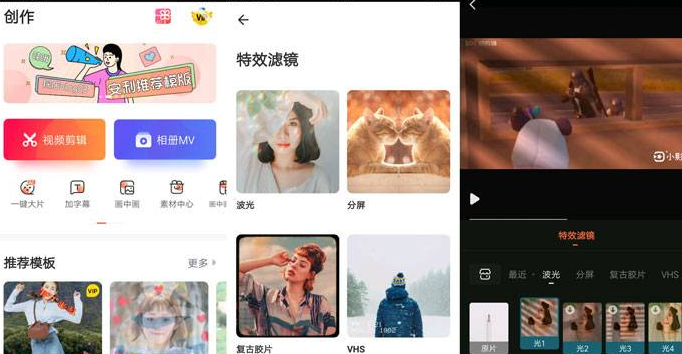 创作
安利推荐模版
视频剪辑
相册MV
一键大片
加字幕
画中画
素材中心
画中画
推荐模板
更多
VIP
特效滤镜
波光
分屏
复古胶片
VHS
小影
特效滤镜
最近
波光
分屏
复古胶片
VHS
原片
光1
光2
光3
光4